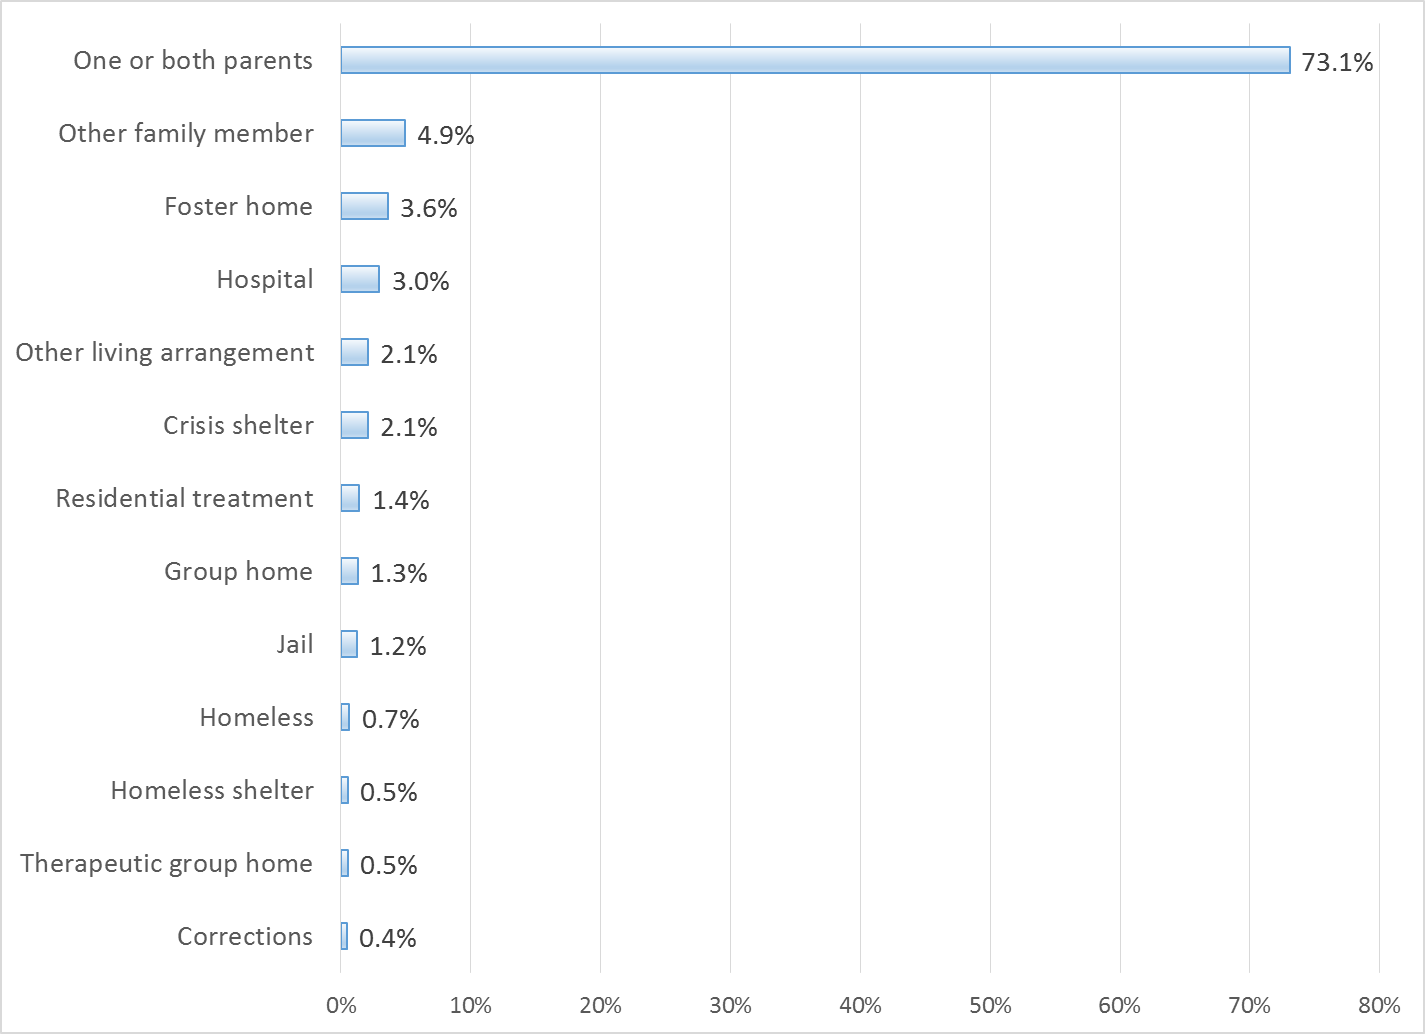 One or both parents 73.1%
Other family member 4.9%
Foster home 3.6%
Hospital 3.0%
Other living arrangement 2.1%
Crisis shelter 2.1%
Residential treatment 1.4%
Group home 1.3%
Jail 1.2%
Homeless 0.7%
Homeless shelter 0.5%
Therapeutic group home 0.5%
Corrections 0.4%
0% 10% 20% 30% 40% 50% 60% 70% 80%